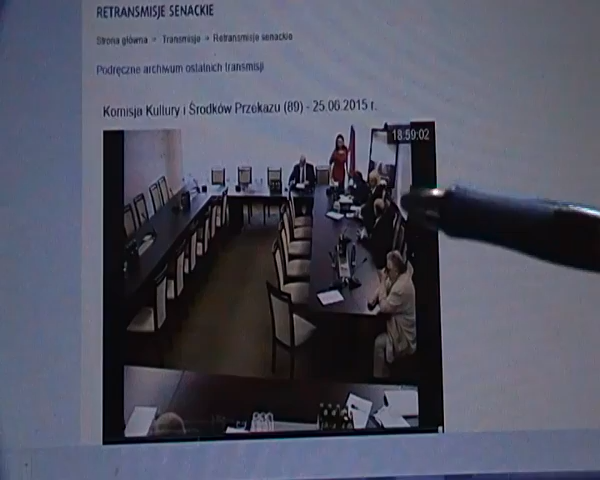 RETRANSMISJE SENACKIE
Strona główna > Transmisje > Retransmisje senackie
Podręczne archiwum ostatnich transmisji
Komisja Kultury i Środków Przekazu (89) - 25.06.2015 r.
18:59:02